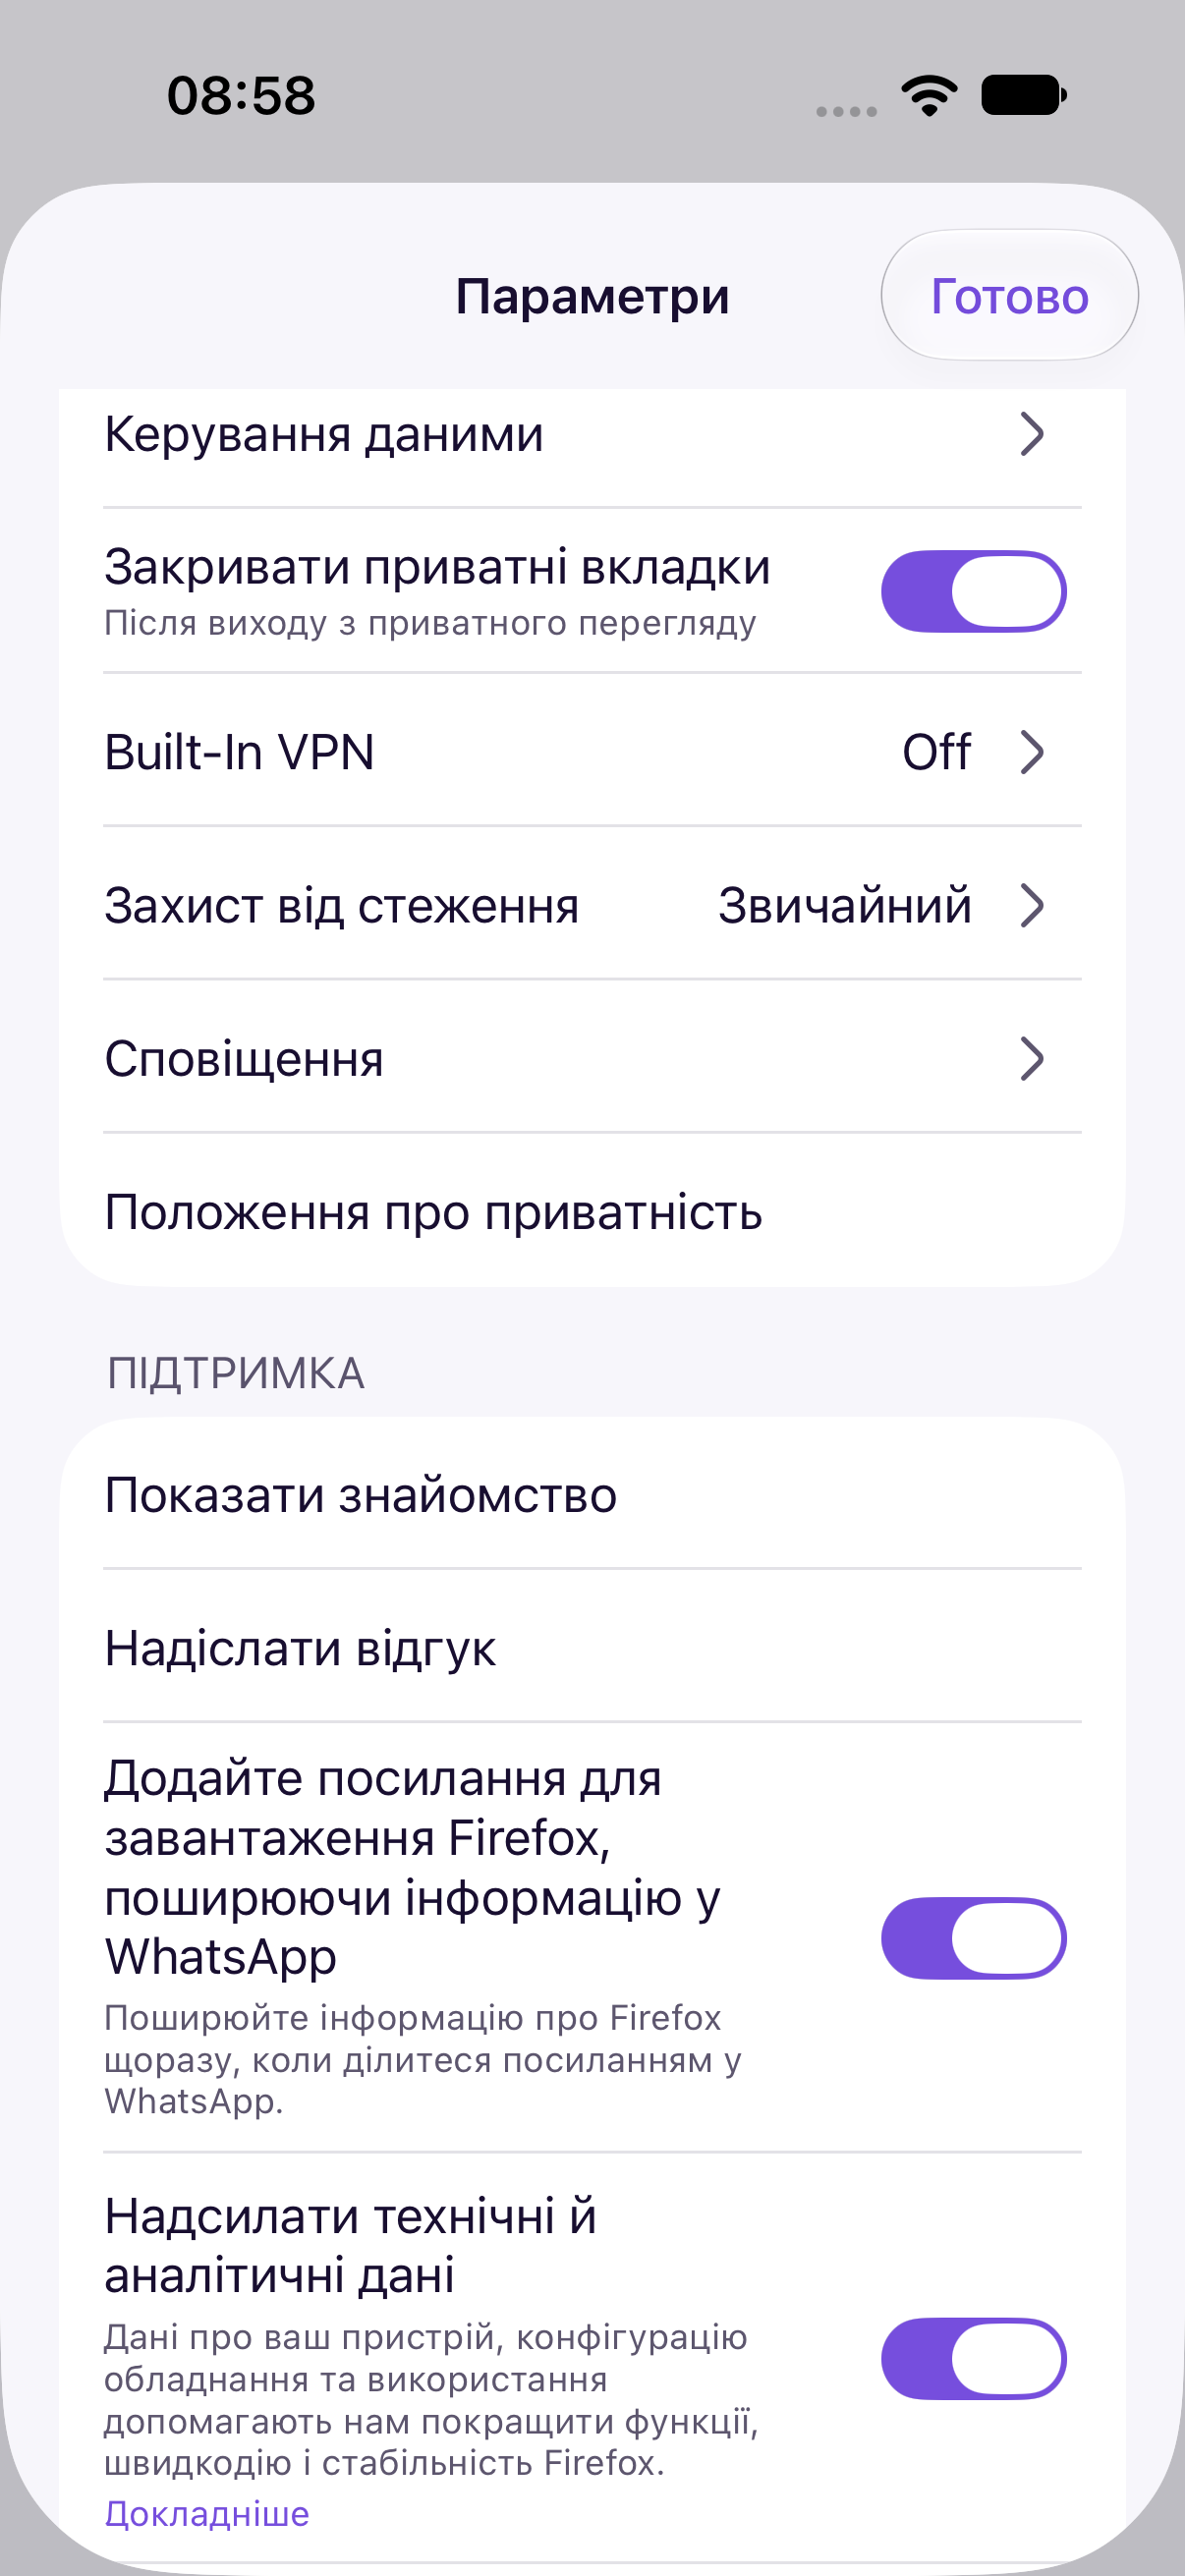 08:58
Параметри
Готово
Керування даними
Закривати приватні вкладки
Після виходу з приватного перегляду
Built-In VPN
Off
Захист від стеження
Звичайний
Сповіщення
Положення про приватність
ПІДТРИМКА
Показати знайомство
Надіслати відгук
Додайте посилання для
завантаження Firefox,
поширюючи інформацію у
WhatsApp
Поширюйте інформацію про Firefox
щоразу, коли ділитеся посиланням у
WhatsApp.
Надсилати технічні й
аналітичні дані
Дані про ваш пристрій, конфігурацію
обладнання та використання
допомагають нам покращити функції,
швидкодію і стабільність Firefox.
Докладніше